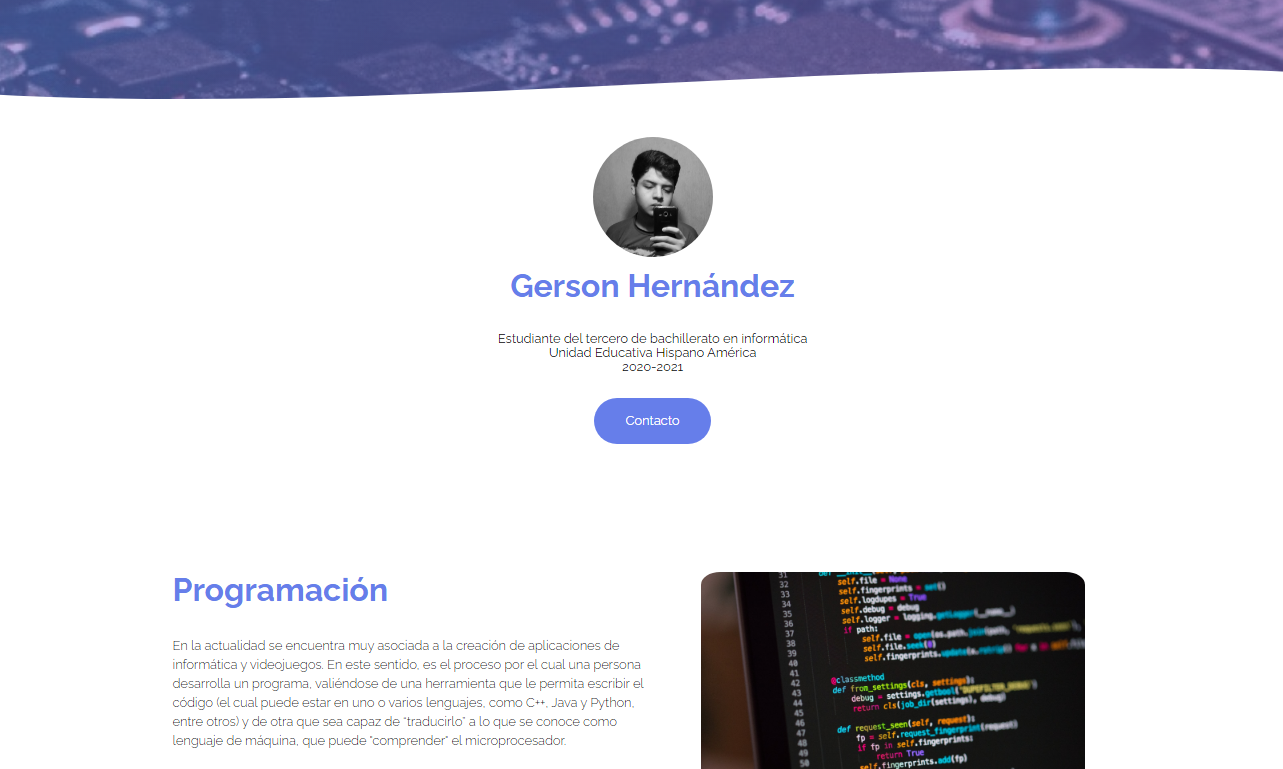 Gerson Hernández
Estudiante del tercero de bachillerato en informática
Unidad Educativa Hispano América
2020-2021
Contacto
Programación
En la actualidad se encuentra muy asociada a la creación de aplicaciones de
informática y videojuegos. En este sentido, es el proceso por el cual una persona
desarrolla un programa, valiéndose de una herramienta que le permita escribir el
código (el cual puede estar en uno o varios lenguajes, como C++, Java y Python,
entre otros) y de otra que sea capaz de “traducirlo” a lo que se conoce como
lenguaje de máquina, que puede "comprender" el microprocesador.
31
32 self.file = None
33 self.fingerprints = set()
34 self.logdupes = True
35 self.debug = debug
36 self.logger = logging.getLogger(__name__)
37 if path:
38 self.file = open(os.path.join(path,
39 self.file.seek(0)
40 self.fingerprints.update(
41 @classmethod
42 def from_settings(cls, settings):
43 debug = settings.getbool(
44 return cls(job_dir(settings), debug)
45
46 def request_seen(self, request):
47 fp = self.request_fingerprint(request)
48 if fp in self.fingerprints:
49 return True
50 self.fingerprints.add(fp)